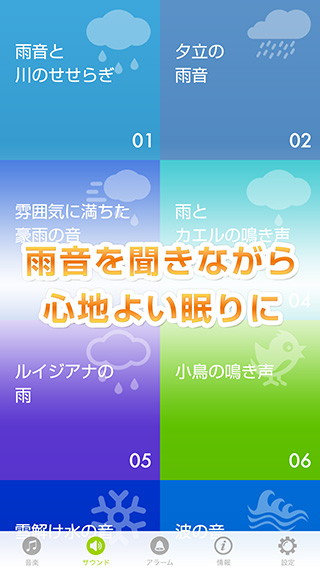 雨音と
川のせせらぎ
01
夕立の
雨音
02
雰囲気に満ちた
豪雨の音
雨と
カエルの鳴き声
04
雨音を聞きながら
心地よい眠りに
ルイジアナの
雨
05
小鳥の鳴き声
06
雪解け水の音
波の音
音楽
サウンド
アラーム
情報
設定